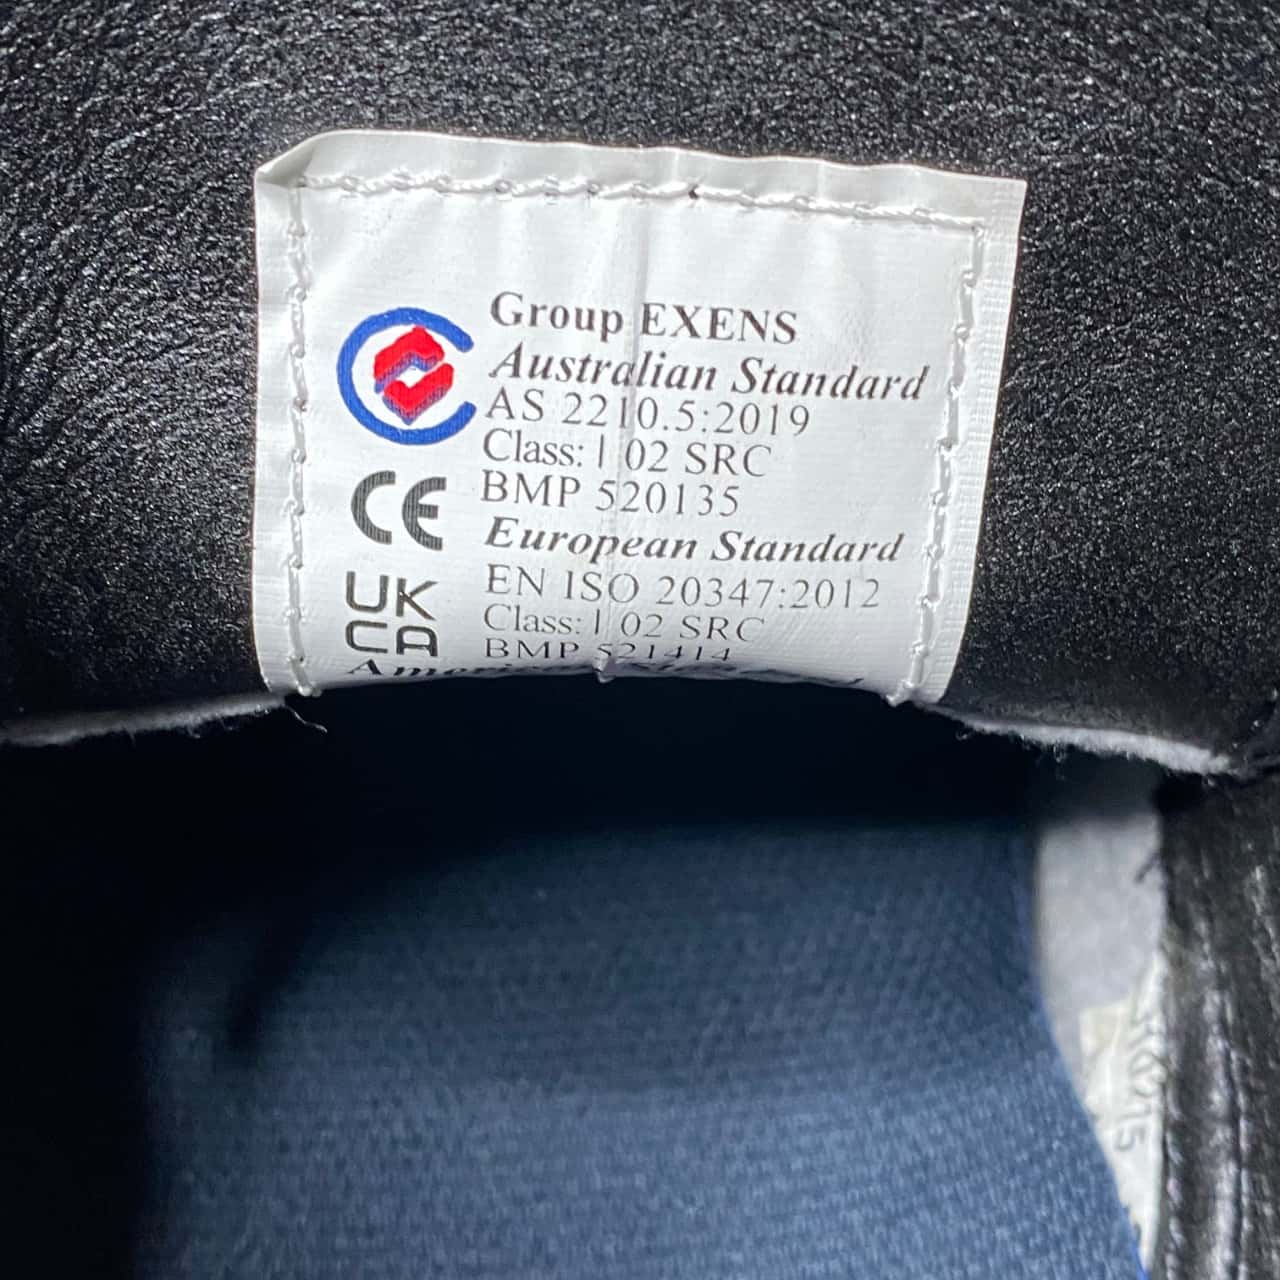 Group EXENS
Australian Standard
AS 2210.5:2019
Class: I 02 SRC
BMP 520135
European Standard
EN ISO 20347:2012
Class: I 02 SRC
BMP 521414
CE
UK
CA